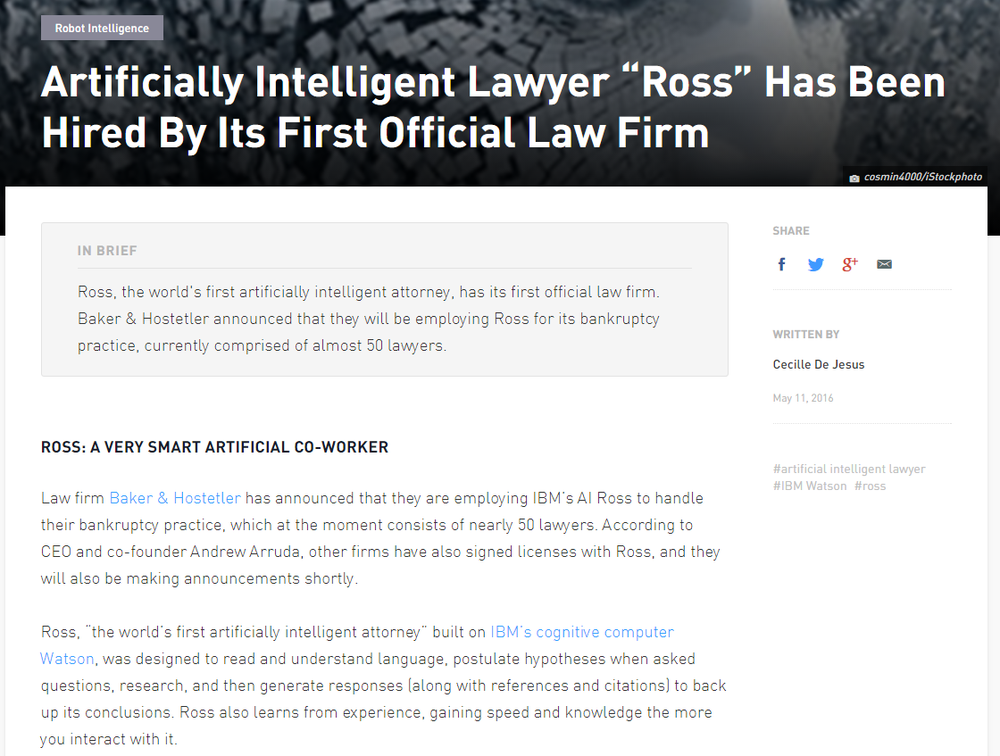 Robot Intelligence
Artificially Intelligent Lawyer “Ross” Has Been
Hired By Its First Official Law Firm
cosmin4000/iStockphoto
IN BRIEF
Ross, the world's first artificially intelligent attorney, has its first official law firm.
Baker & Hostetler announced that they will be employing Ross for its bankruptcy
practice, currently comprised of almost 50 lawyers.
SHARE
f g+
WRITTEN BY
Cecille De Jesus
May 11, 2016
#artificial intelligent lawyer
#IBM Watson #ross
ROSS: A VERY SMART ARTIFICIAL CO-WORKER
Law firm Baker & Hostetler has announced that they are employing IBM's AI Ross to handle
their bankruptcy practice, which at the moment consists of nearly 50 lawyers. According to
CEO and co-founder Andrew Arruda, other firms have also signed licenses with Ross, and they
will also be making announcements shortly.
Ross, “the world's first artificially intelligent attorney” built on IBM's cognitive computer
Watson, was designed to read and understand language, postulate hypotheses when asked
questions, research, and then generate responses (along with references and citations) to back
up its conclusions. Ross also learns from experience, gaining speed and knowledge the more
you interact with it.